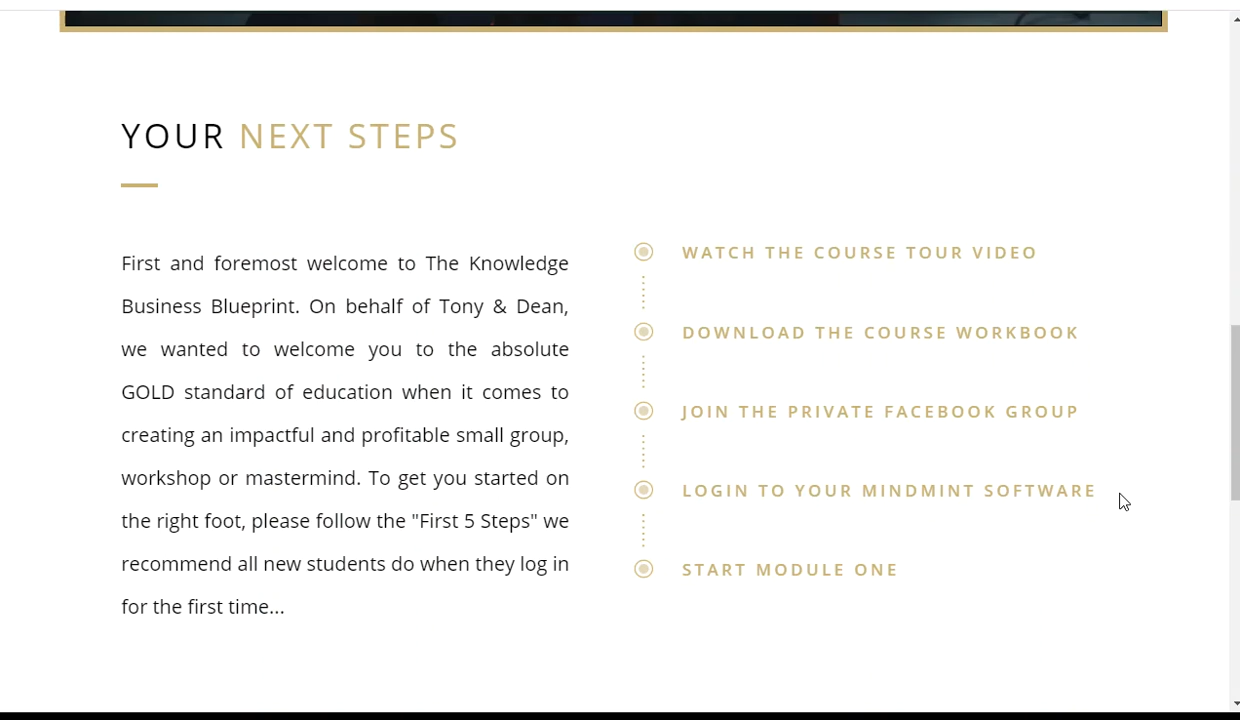 YOUR NEXT STEPS
First and foremost welcome to The Knowledge
Business Blueprint. On behalf of Tony & Dean,
we wanted to welcome you to the absolute
GOLD standard of education when it comes to
creating an impactful and profitable small group,
workshop or mastermind. To get you started on
the right foot, please follow the "First 5 Steps" we
recommend all new students do when they log in
for the first time...
WATCH THE COURSE TOUR VIDEO
DOWNLOAD THE COURSE WORKBOOK
JOIN THE PRIVATE FACEBOOK GROUP
LOGIN TO YOUR MINDMINT SOFTWARE
START MODULE ONE